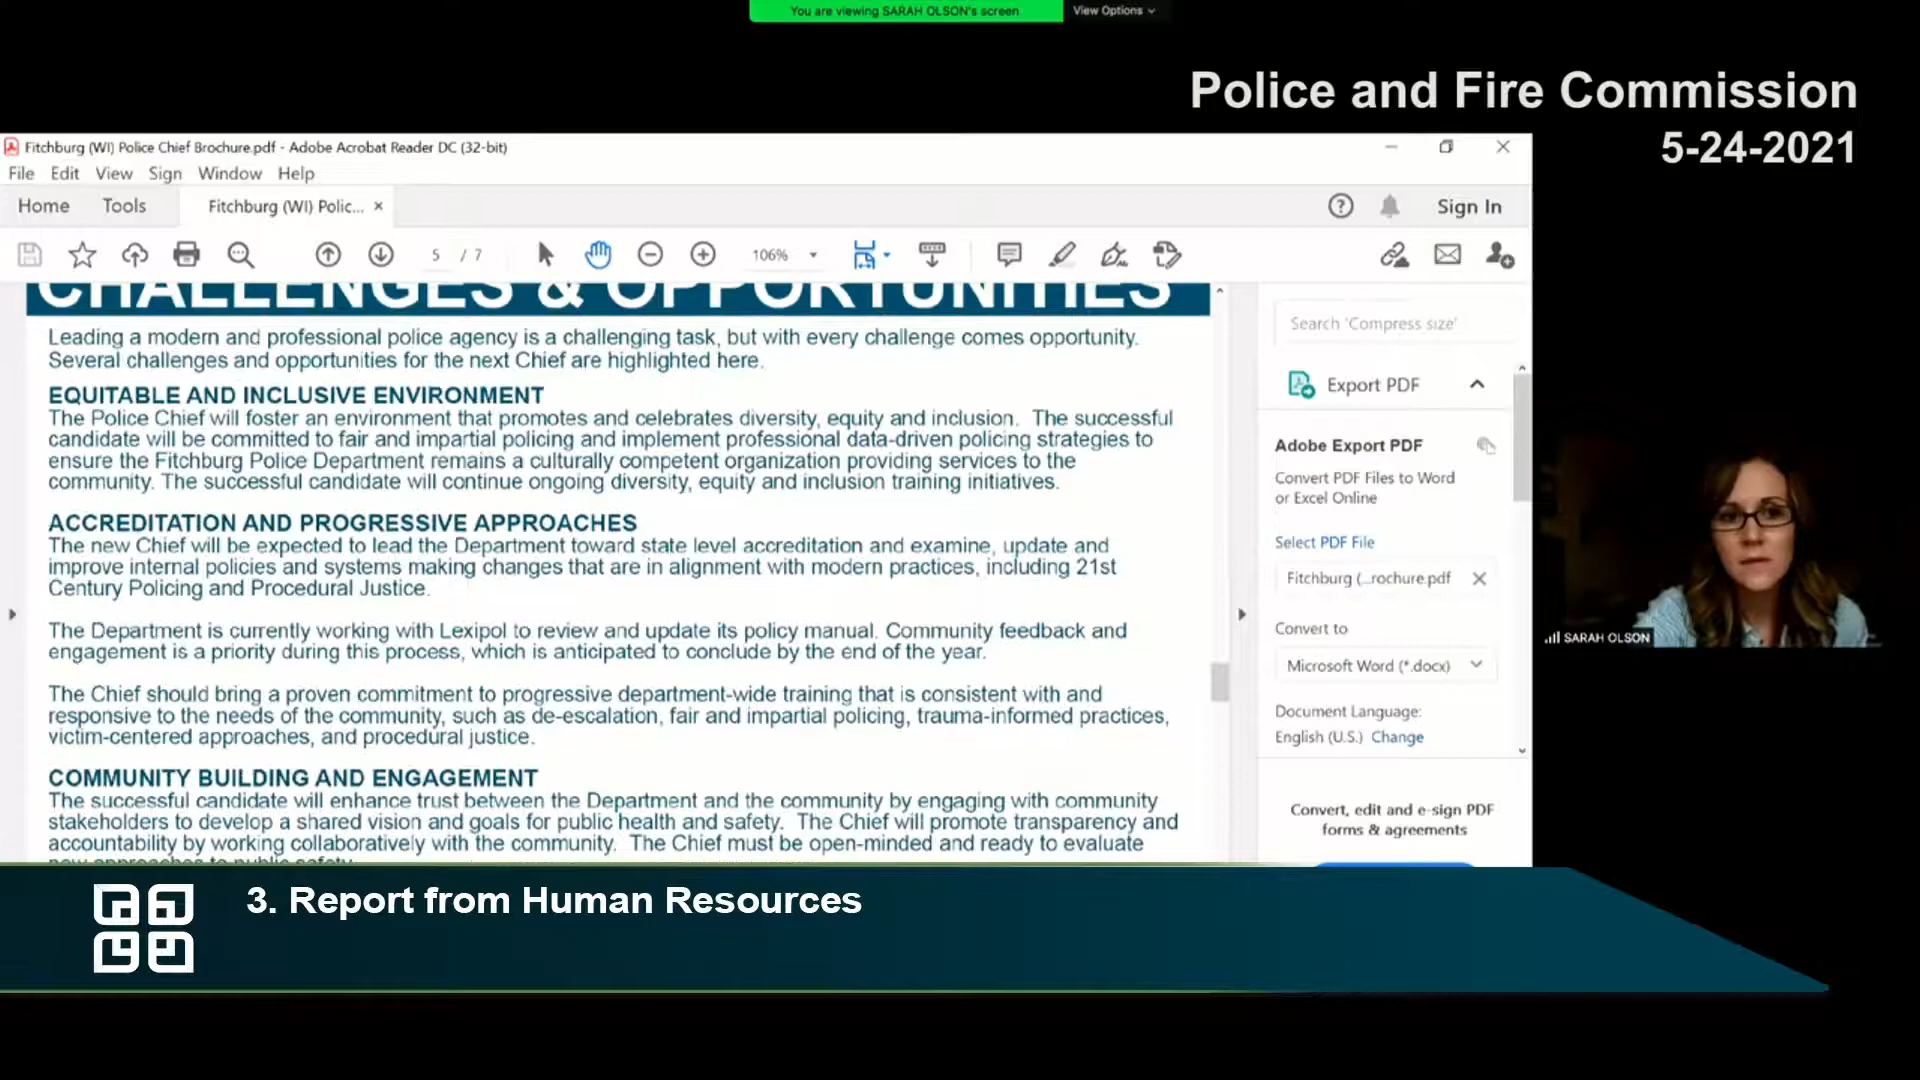 You are viewing SARAH OLSON's screen
View Options
Police and Fire Commission
5-24-2021
Fitchburg (WI) Police Chief Brochure.pdf - Adobe Acrobat Reader DC (32-bit)
File Edit View Sign Window Help
Home Tools Fitchburg (WI) Polic... ×
Sign In
5 / 7
106%
CHALLENGES & OPPORTUNITIES
Leading a modern and professional police agency is a challenging task, but with every challenge comes opportunity.
Several challenges and opportunities for the next Chief are highlighted here.
EQUITABLE AND INCLUSIVE ENVIRONMENT
The Police Chief will foster an environment that promotes and celebrates diversity, equity and inclusion. The successful
candidate will be committed to fair and impartial policing and implement professional data-driven policing strategies to
ensure the Fitchburg Police Department remains a culturally competent organization providing services to the
community. The successful candidate will continue ongoing diversity, equity and inclusion training initiatives.
ACCREDITATION AND PROGRESSIVE APPROACHES
The new Chief will be expected to lead the Department toward state level accreditation and examine, update and
improve internal policies and systems making changes that are in alignment with modern practices, including 21st
Century Policing and Procedural Justice.
The Department is currently working with Lexipol to review and update its policy manual. Community feedback and
engagement is a priority during this process, which is anticipated to conclude by the end of the year.
The Chief should bring a proven commitment to progressive department-wide training that is consistent with and
responsive to the needs of the community, such as de-escalation, fair and impartial policing, trauma-informed practices,
victim-centered approaches, and procedural justice.
COMMUNITY BUILDING AND ENGAGEMENT
The successful candidate will enhance trust between the Department and the community by engaging with community
stakeholders to develop a shared vision and goals for public health and safety. The Chief will promote transparency and
accountability by working collaboratively with the community. The Chief must be open-minded and ready to evaluate
new approaches to public safety.
Search 'Compress size'
Export PDF
Adobe Export PDF
Convert PDF Files to Word
or Excel Online
Select PDF File
Fitchburg (...rochure.pdf
Convert to
Microsoft Word (*.docx)
Document Language:
English (U.S.) Change
Convert, edit and e-sign PDF
forms & agreements
SARAH OLSON
3. Report from Human Resources